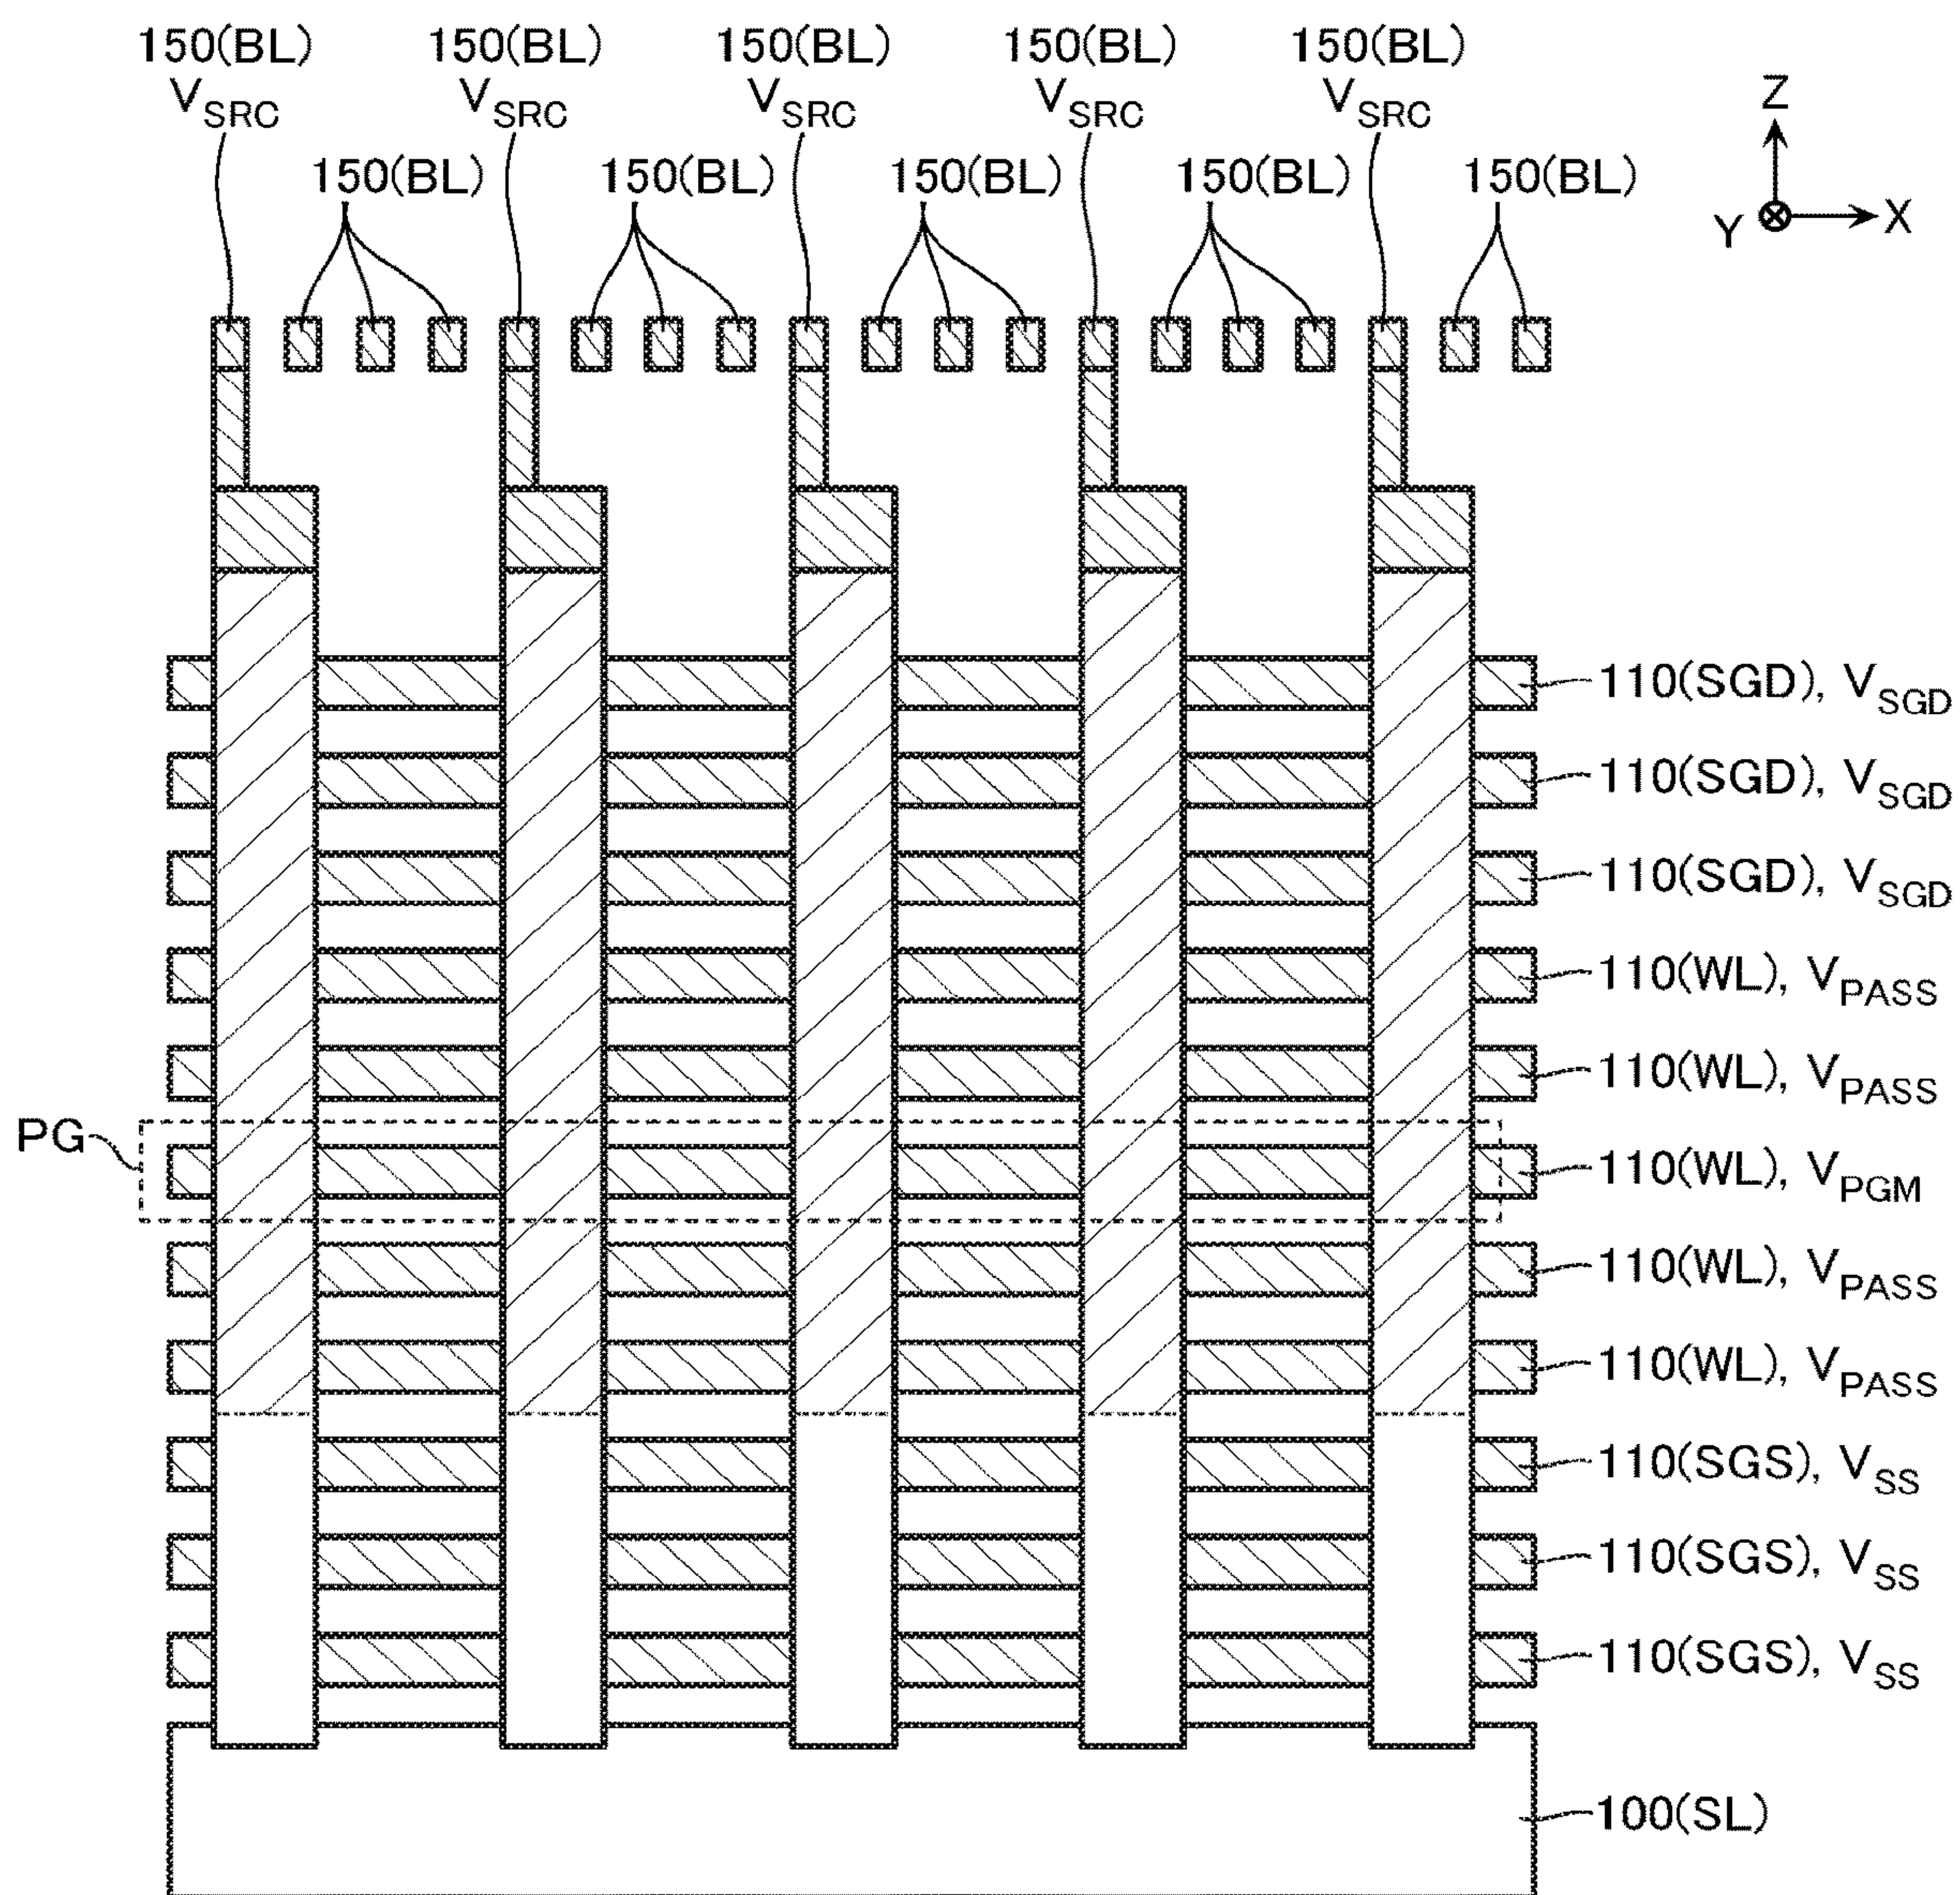 150(BL) 150(BL) 150(BL) 150(BL) 150(BL)
VSRC VSRC VSRC VSRC VSRC
Z
150(BL) 150(BL) 150(BL) 150(BL) 150(BL)
Y X
110(SGD), VSGD
110(SGD), VSGD
110(SGD), VSGD
110(WL), VPASS
110(WL), VPASS
PG
110(WL), VPGM
110(WL), VPASS
110(WL), VPASS
110(SGS), VSS
110(SGS), VSS
110(SGS), VSS
100(SL)